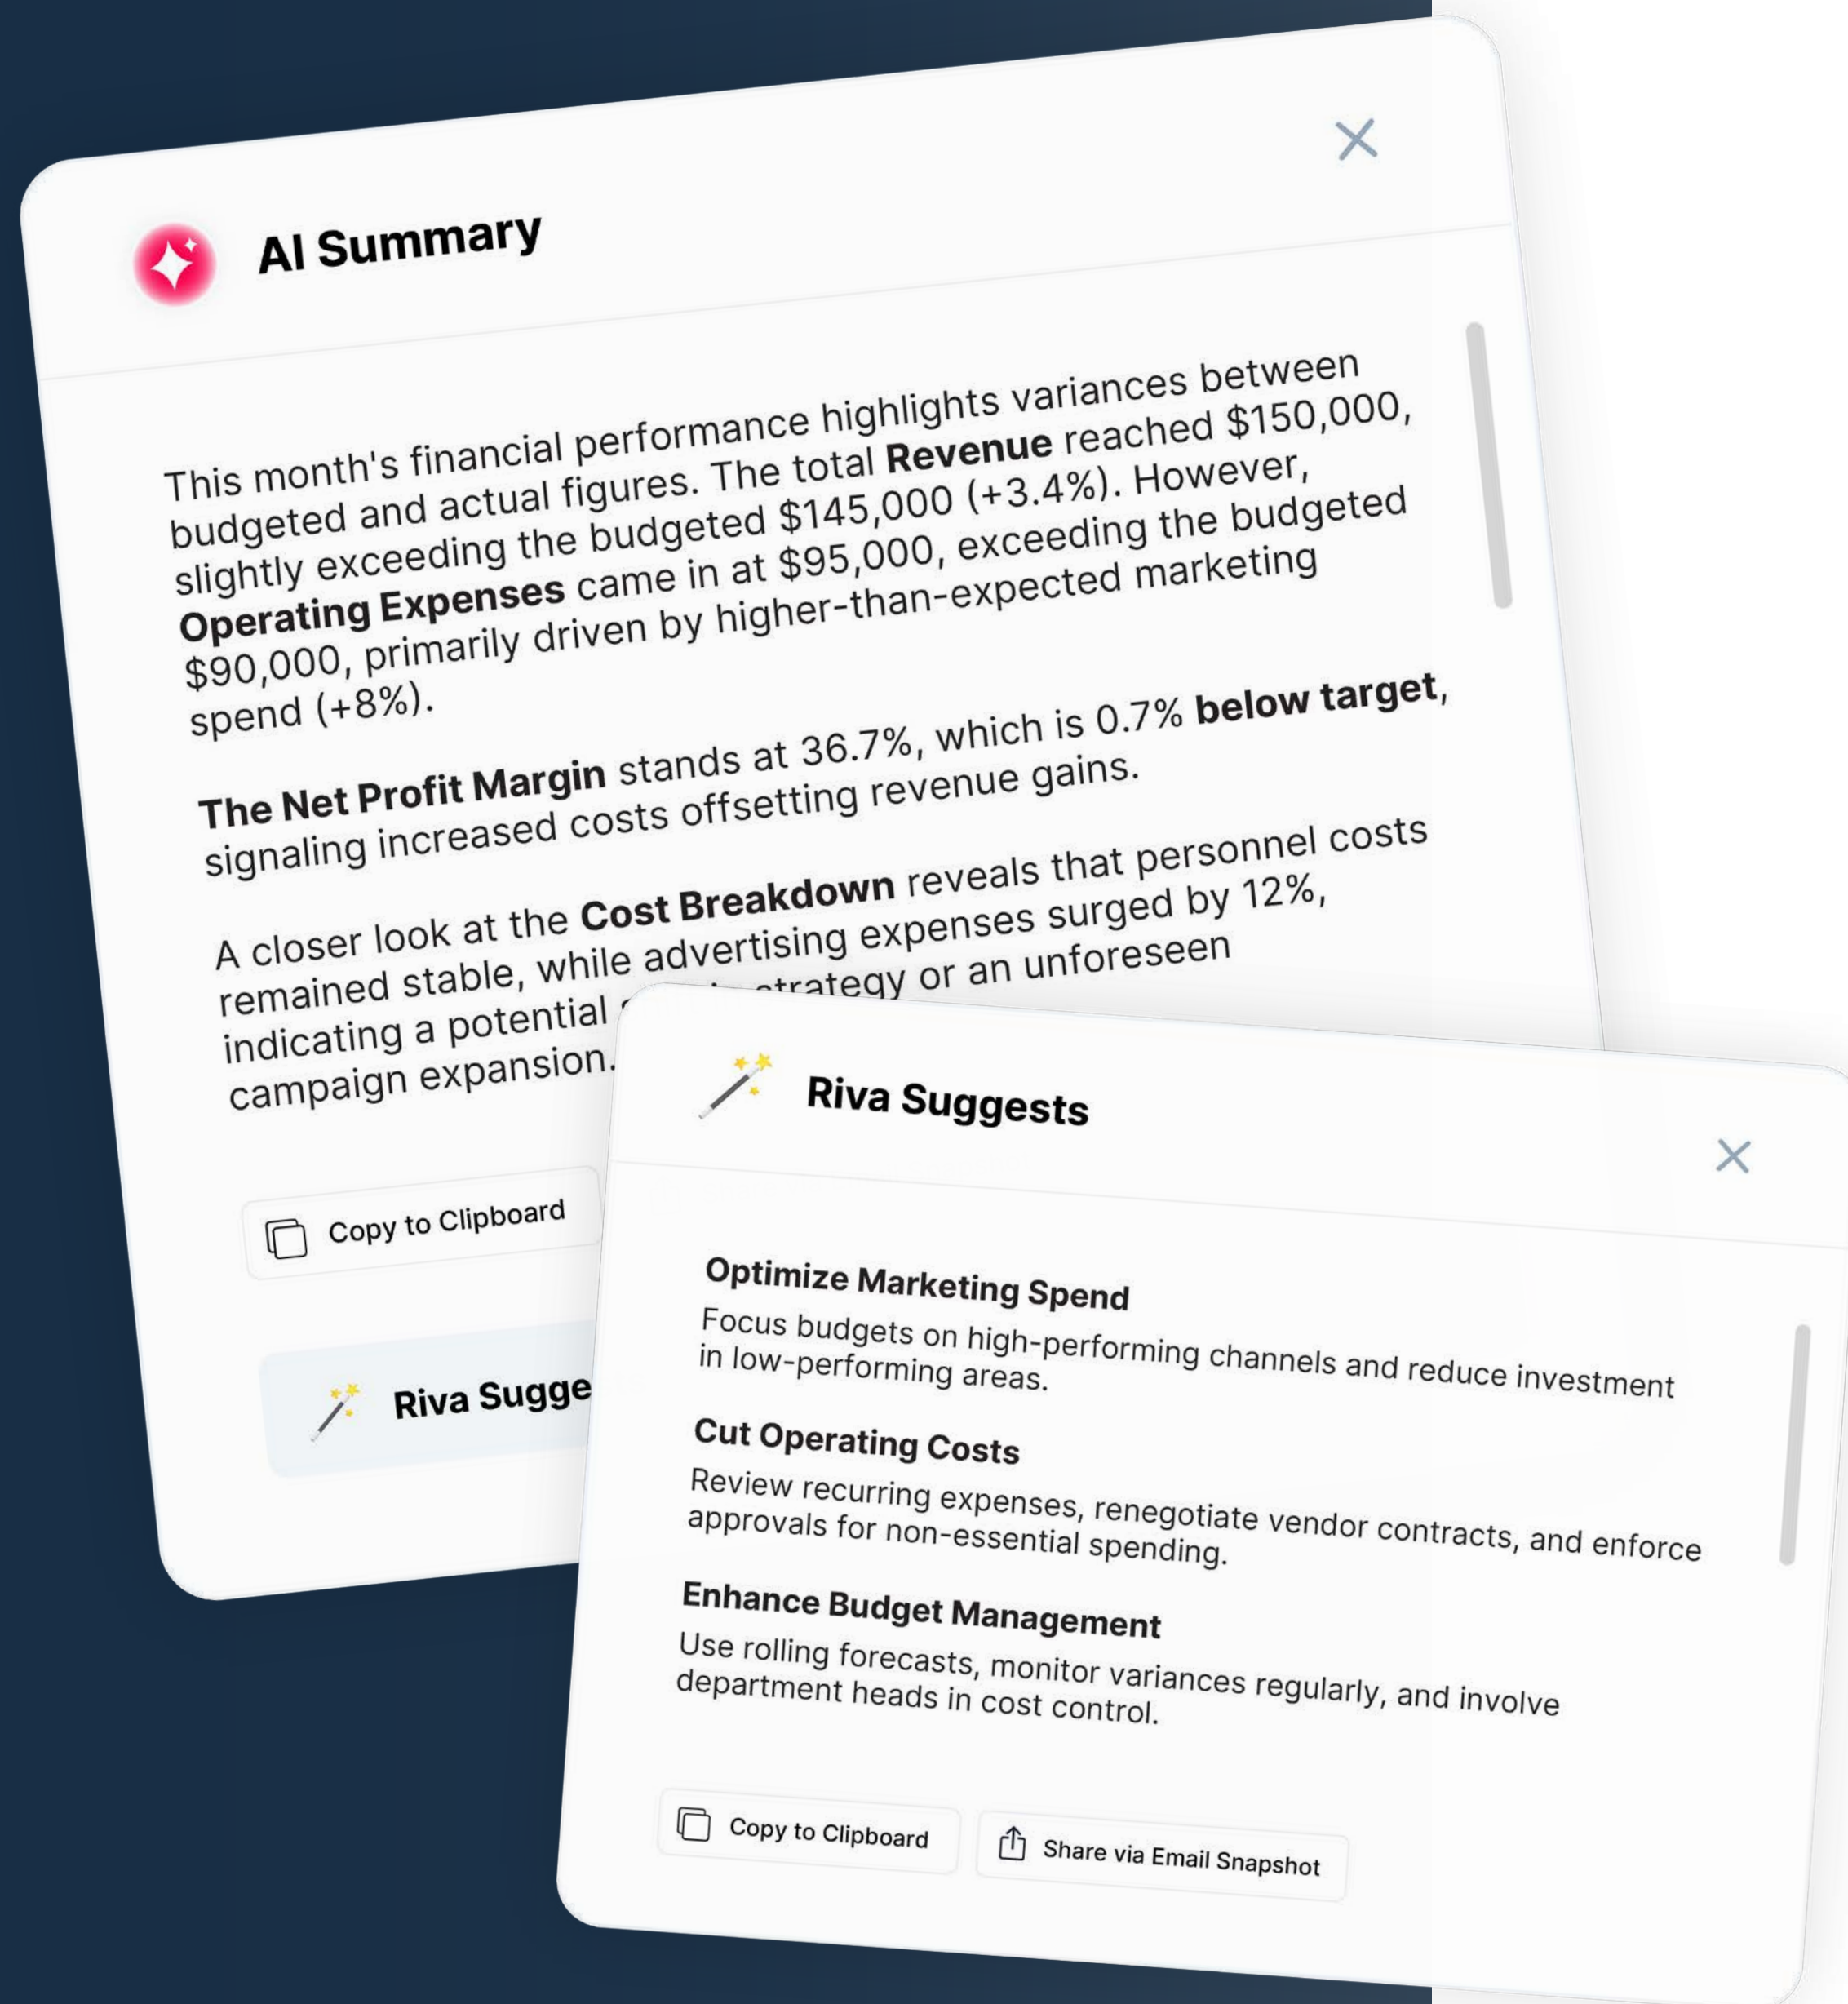 AI Summary
This month's financial performance highlights variances between
budgeted and actual figures. The total Revenue reached $150,000,
slightly exceeding the budgeted $145,000 (+3.4%). However,
Operating Expenses came in at $95,000, exceeding the budgeted
$90,000, primarily driven by higher-than-expected marketing
spend (+8%).
The Net Profit Margin stands at 36.7%, which is 0.7% below target,
signaling increased costs offsetting revenue gains.
A closer look at the Cost Breakdown reveals that personnel costs
remained stable, while advertising expenses surged by 12%,
indicating a potential strategy or an unforeseen
campaign expansion.
Copy to Clipboard
Riva Sugge
Riva Suggests
Optimize Marketing Spend
Focus budgets on high-performing channels and reduce investment
in low-performing areas.
Cut Operating Costs
Review recurring expenses, renegotiate vendor contracts, and enforce
approvals for non-essential spending.
Enhance Budget Management
Use rolling forecasts, monitor variances regularly, and involve
department heads in cost control.
Copy to Clipboard
Share via Email Snapshot